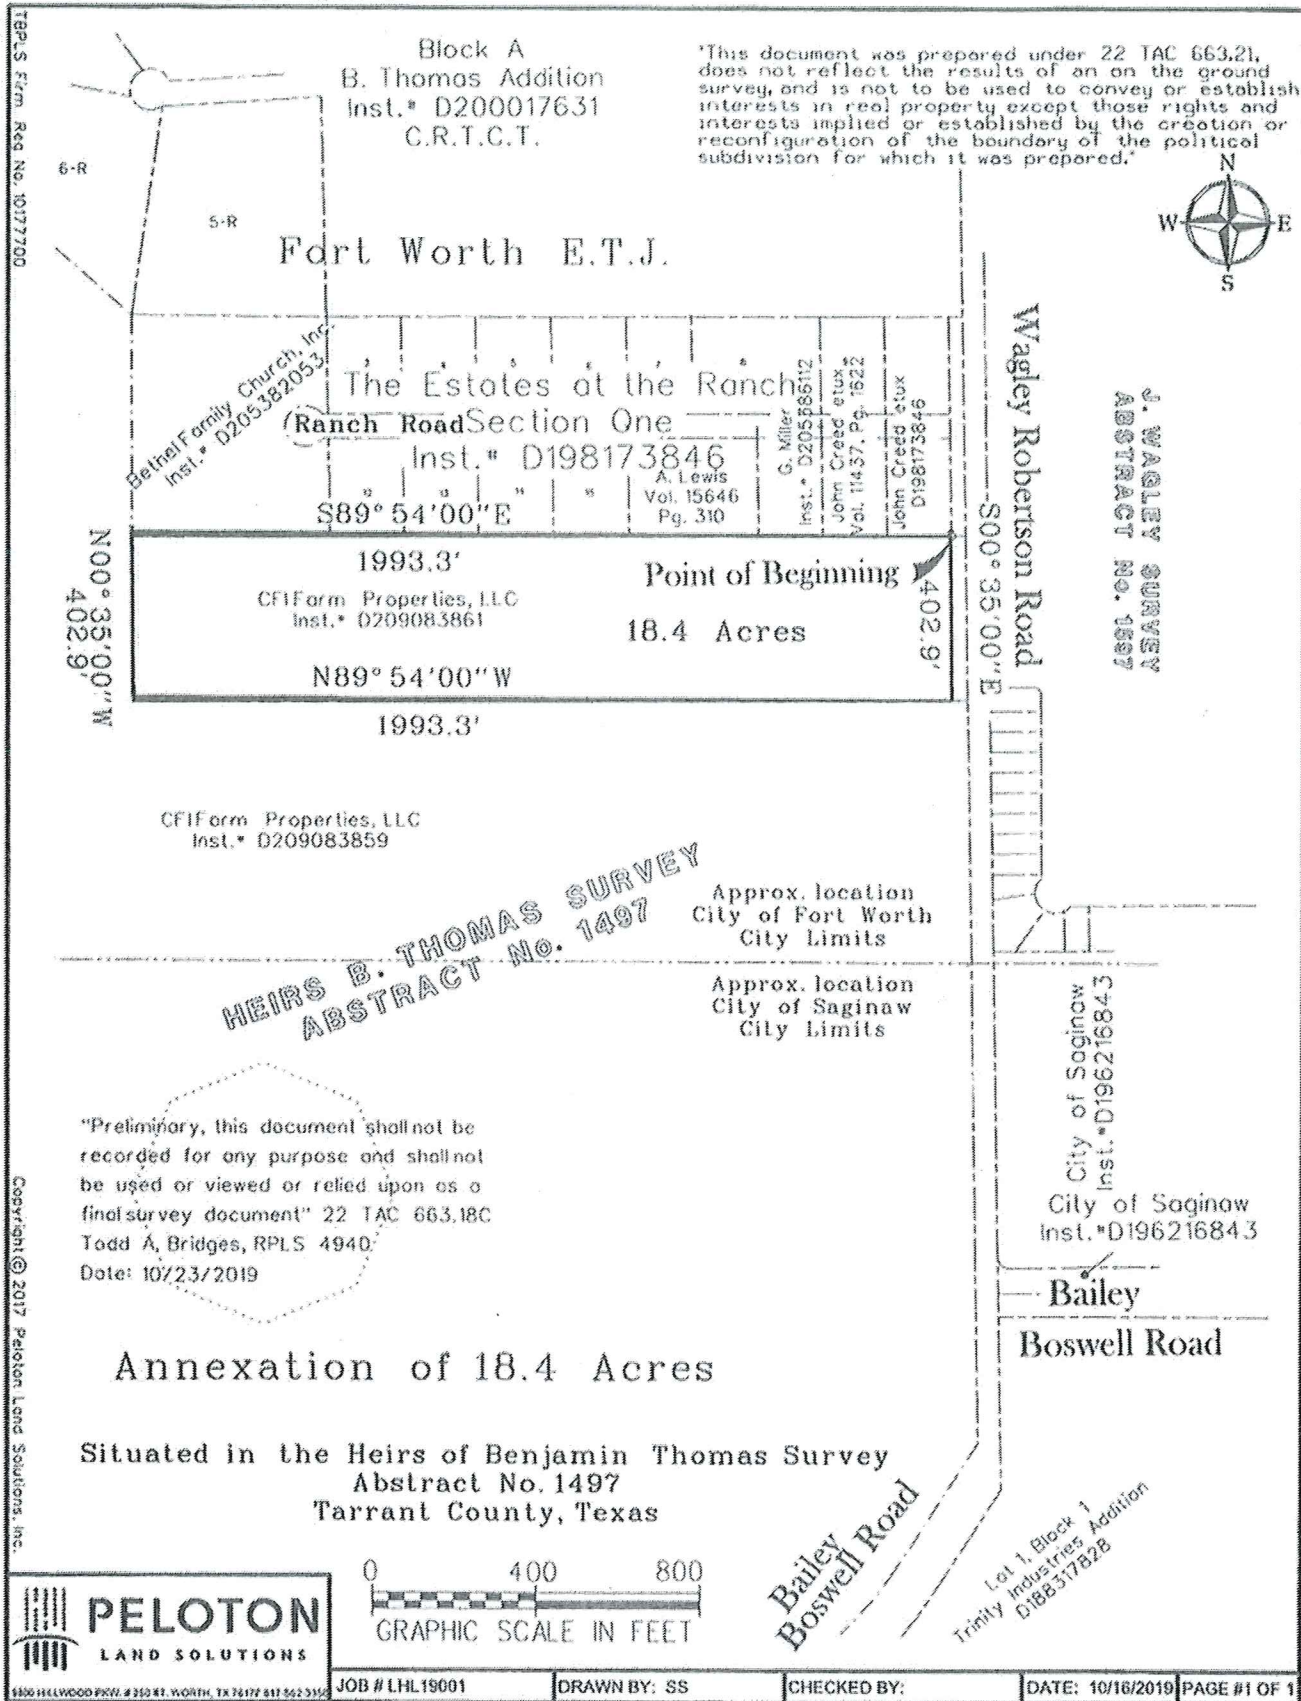 TBPLS Firm Reg No. 10177700
Block A
B. Thomas Addition
Inst.# D200017631
C.R.T.C.T.
"This document was prepared under 22 TAC 663.21,
does not reflect the results of an on the ground
survey, and is not to be used to convey or establish
interests in real property except those rights and
interests implied or established by the creation or
reconfiguration of the boundary of the political
subdivision for which it was prepared."
N
W
E
S
6-R
5-R
Fort Worth E.T.J.
Bethel Family Church, Inc.
Inst.# D205382053
The Estates at the Ranch
Ranch Road
Section One
Inst.# D198173846
A. Lewis
Vol. 15646
Pg. 310
G. Miller
John Creed etux
Vol. 11437, Pg. 1622
John Creed etux
D198173846
Wagley Robertson Road
J. WAGLEY SURVEY
ABSTRACT No. 1597
S89°54'00"E
1993.3'
N00°35'00"W
402.9'
CFIFarm Properties, LLC
Inst.# D209083861
Point of Beginning
18.4 Acres
402.9'
S00°35'00"E
N89°54'00"W
1993.3'
CFIFarm Properties, LLC
Inst.# D209083859
HEIRS B. THOMAS SURVEY
ABSTRACT No. 1497
Approx. location
City of Fort Worth
City Limits
Approx. location
City of Saginaw
City Limits
City of Saginaw
Inst.#D196216843
City of Saginaw
Inst.#D196216843
Bailey
Boswell Road
"Preliminary, this document shall not be
recorded for any purpose and shall not
be used or viewed or relied upon as a
final survey document" 22 TAC 663.18C
Todd A. Bridges, RPLS 4940
Date: 10/23/2019
Copyright © 2017 Peloton Land Solutions, Inc.
Annexation of 18.4 Acres
Situated in the Heirs of Benjamin Thomas Survey
Abstract No. 1497
Tarrant County, Texas
0 400 800
GRAPHIC SCALE IN FEET
Bailey
Boswell Road
Lot 1, Block 1
Trinity Industries Addition
D188317828
PELOTON
LAND SOLUTIONS
JOB # LHL19001
DRAWN BY: SS
CHECKED BY:
DATE: 10/16/2019
PAGE #1 OF 1